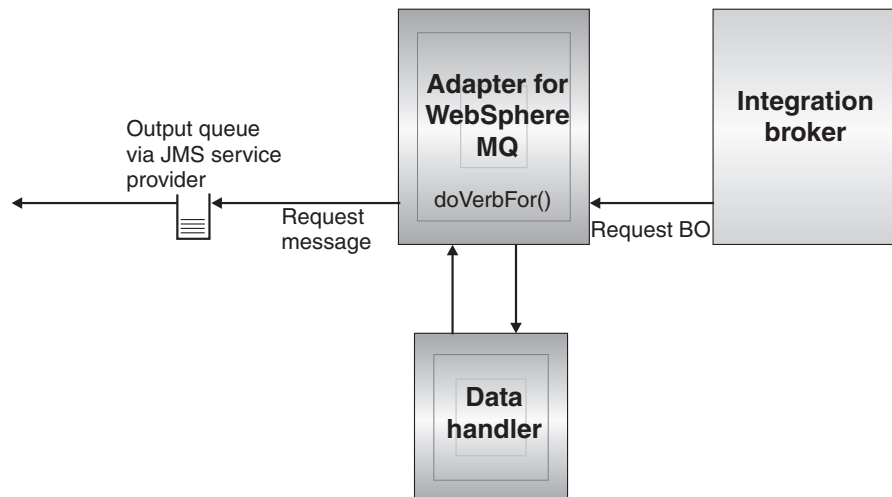 Output queue
via JMS service
provider
Request
message
Adapter for
WebSphere
MQ
doVerbFor()
Request BO
Integration
broker
Data
handler